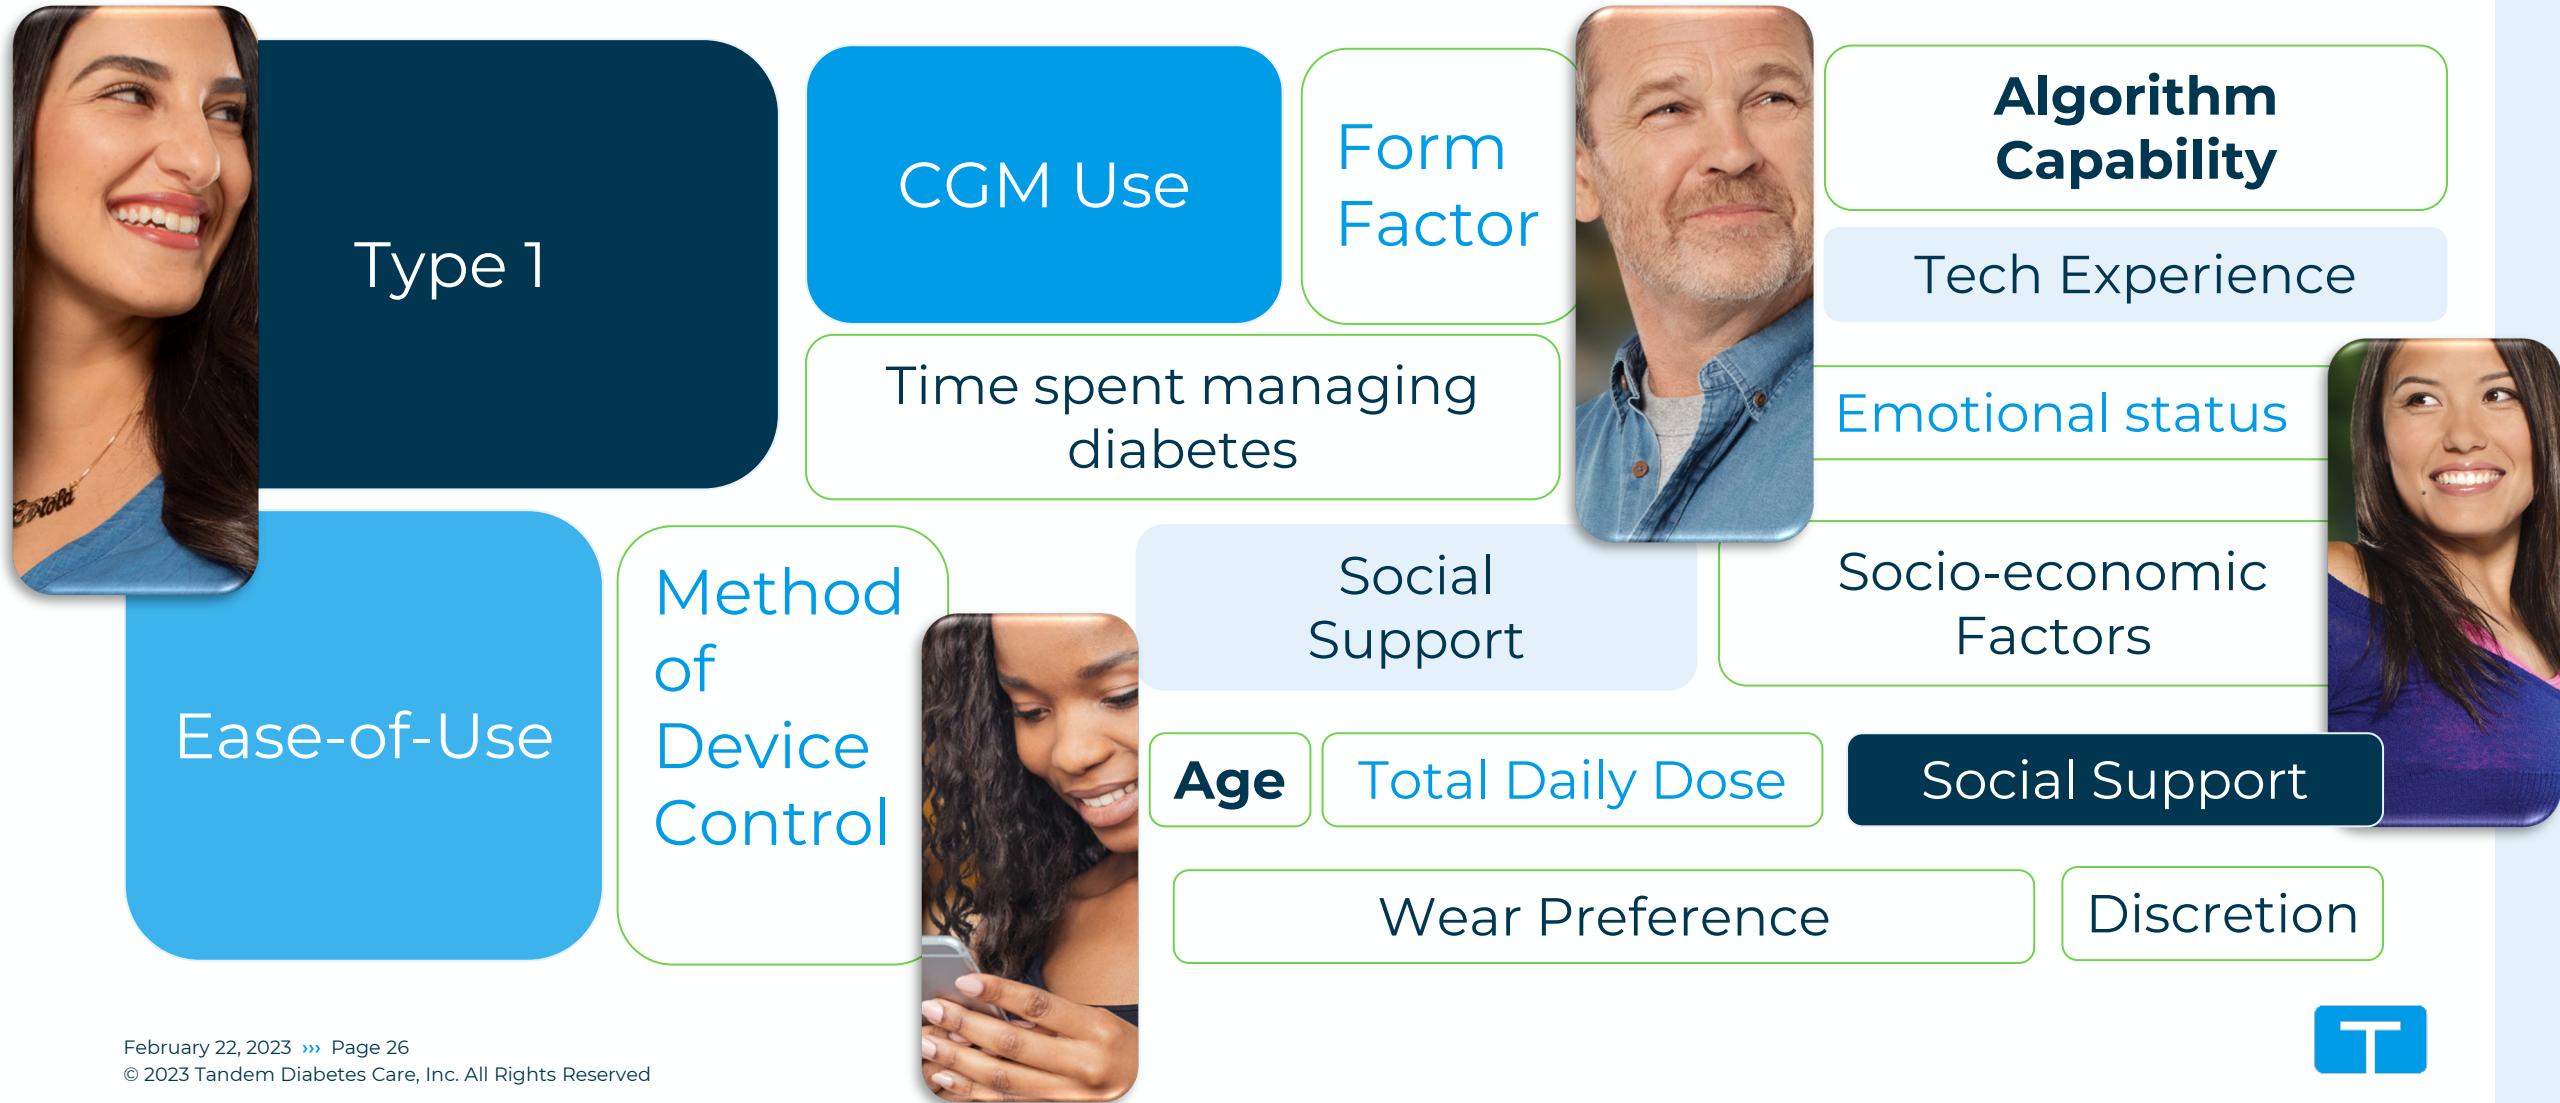 Type 1
CGM Use
Form
Factor
Algorithm
Capability
Tech Experience
Time spent managing
diabetes
Emotional status
Ease-of-Use
Method
of
Device
Control
Social
Support
Socio-economic
Factors
Age
Total Daily Dose
Social Support
Wear Preference
Discretion
February 22, 2023 ››› Page 26
© 2023 Tandem Diabetes Care, Inc. All Rights Reserved
T